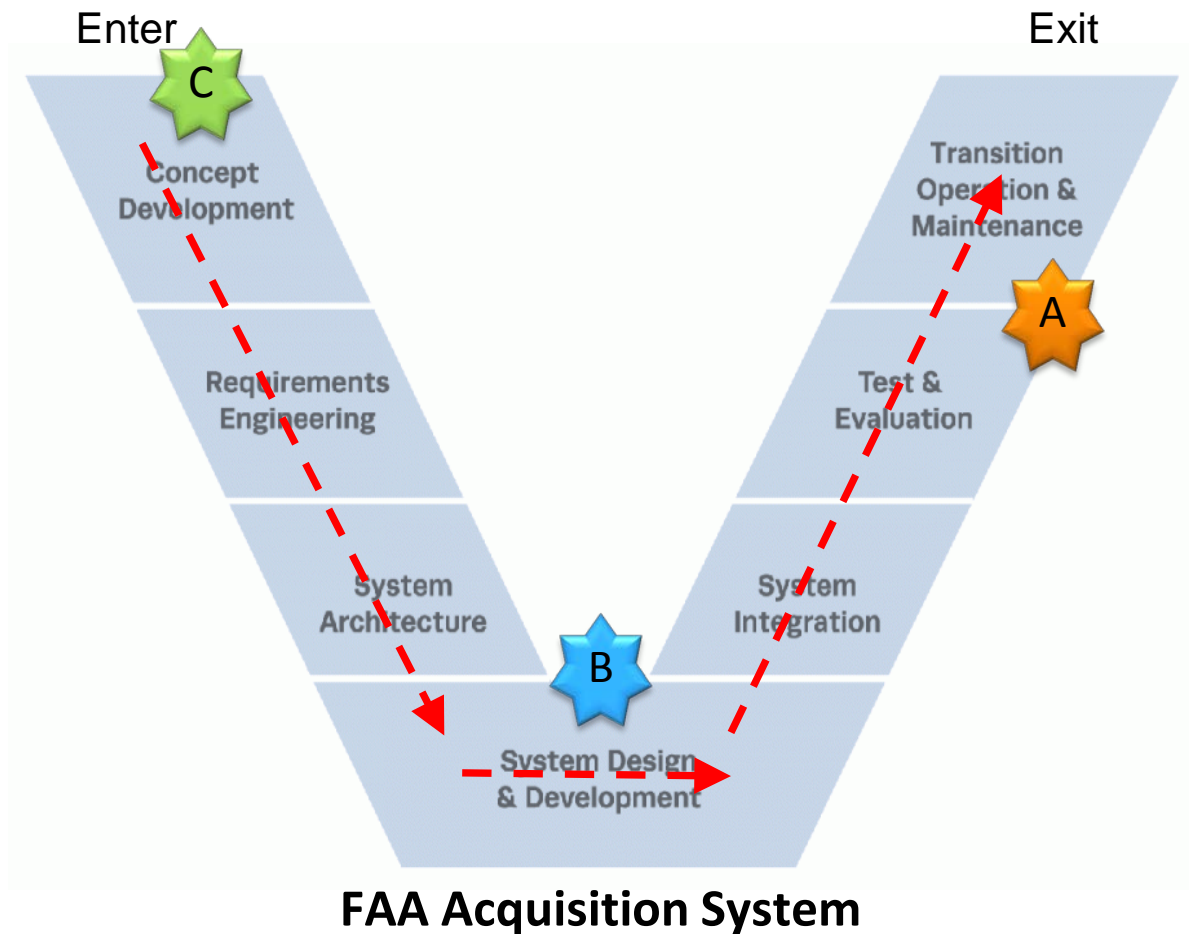 Enter
Exit
C
Concept
Development
Requirements
Engineering
System
Architecture
B
System Design
& Development
System
Integration
Test &
Evaluation
A
Transition
Operation &
Maintenance
FAA Acquisition System